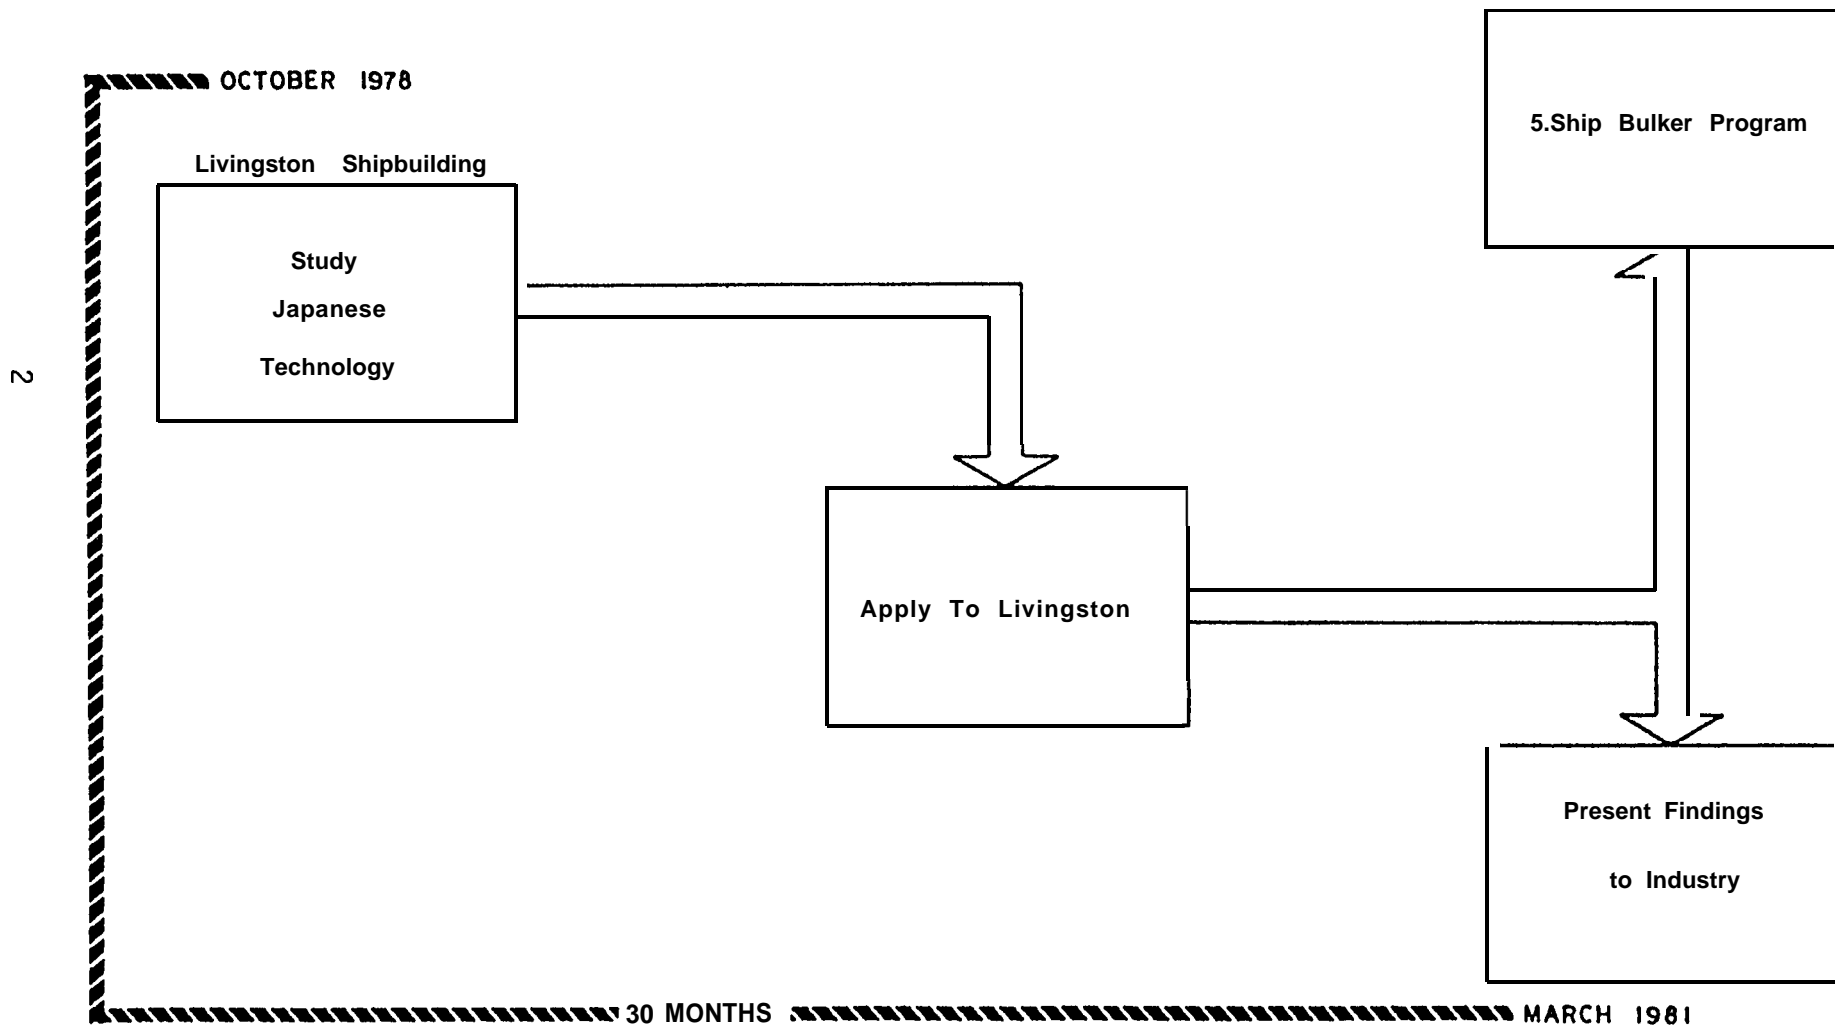 OCTOBER 1978
Livingston Shipbuilding
Study
Japanese
Technology
5.Ship Bulker Program
2
Apply To Livingston
Present Findings
to Industry
30 MONTHS
MARCH 1981